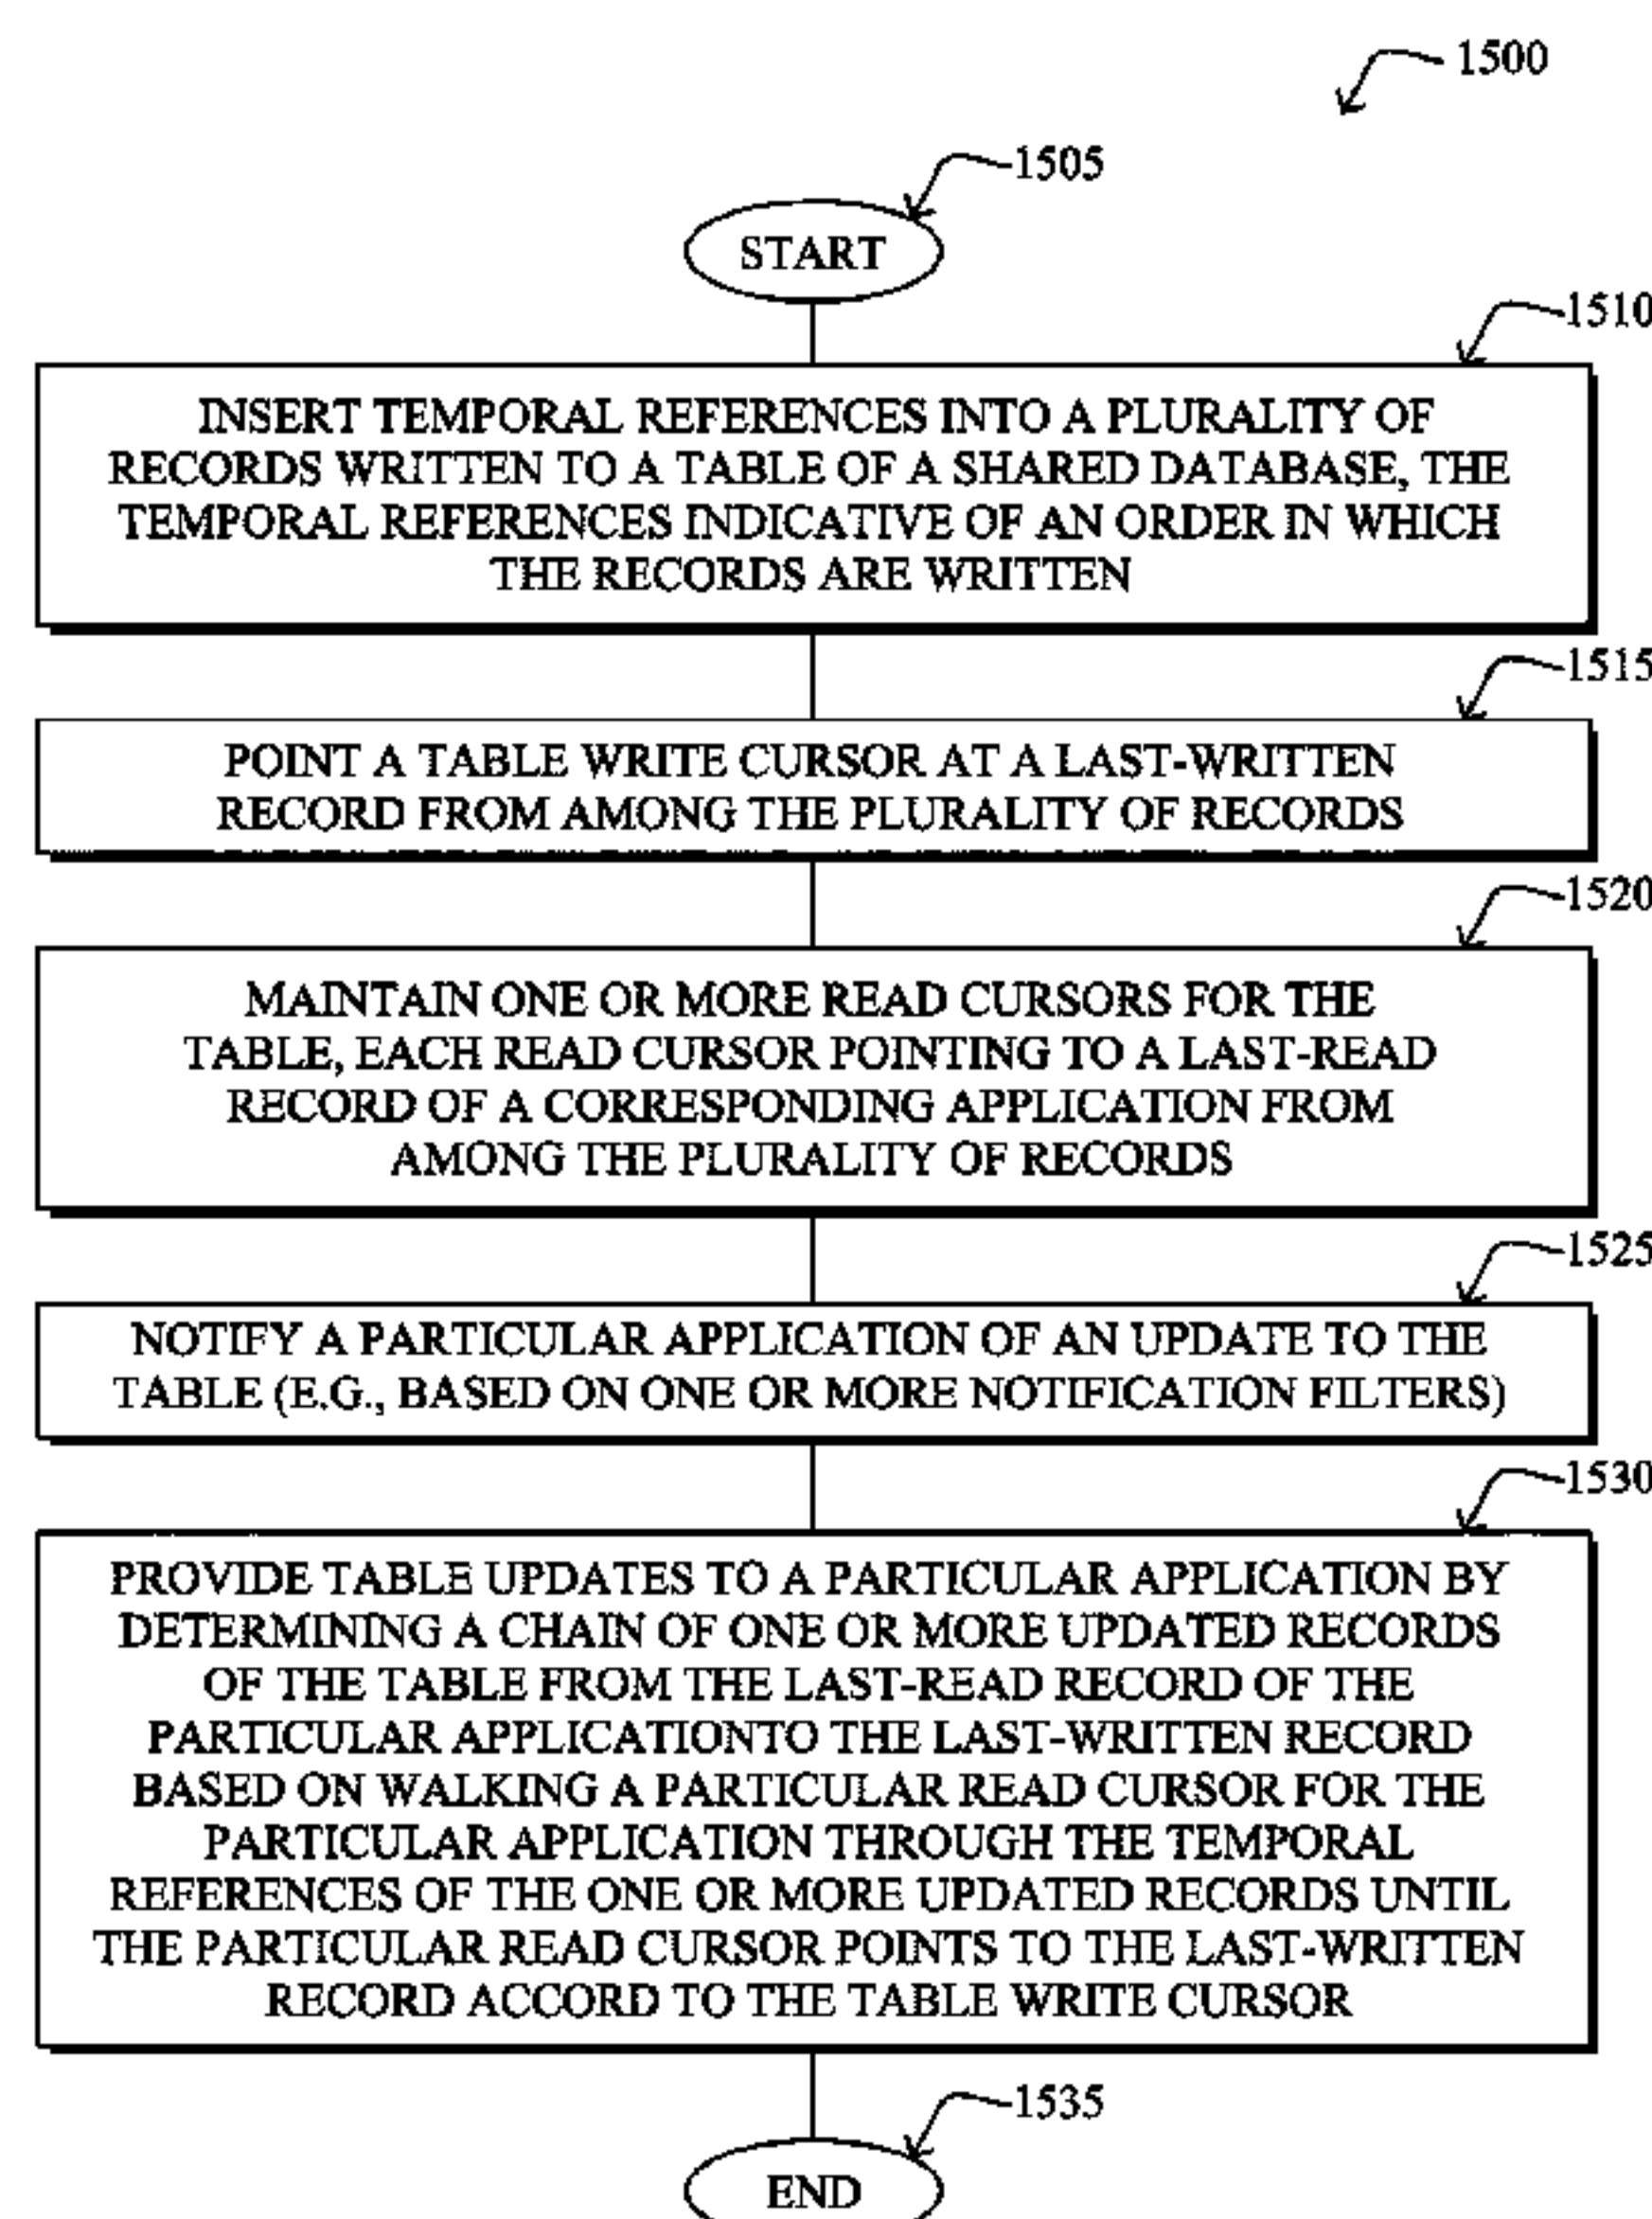 1500
1505
START
1510
INSERT TEMPORAL REFERENCES INTO A PLURALITY OF
RECORDS WRITTEN TO A TABLE OF A SHARED DATABASE, THE
TEMPORAL REFERENCES INDICATIVE OF AN ORDER IN WHICH
THE RECORDS ARE WRITTEN
1515
POINT A TABLE WRITE CURSOR AT A LAST-WRITTEN
RECORD FROM AMONG THE PLURALITY OF RECORDS
1520
MAINTAIN ONE OR MORE READ CURSORS FOR THE
TABLE, EACH READ CURSOR POINTING TO A LAST-READ
RECORD OF A CORRESPONDING APPLICATION FROM
AMONG THE PLURALITY OF RECORDS
1525
NOTIFY A PARTICULAR APPLICATION OF AN UPDATE TO THE
TABLE (E.G., BASED ON ONE OR MORE NOTIFICATION FILTERS)
1530
PROVIDE TABLE UPDATES TO A PARTICULAR APPLICATION BY
DETERMINING A CHAIN OF ONE OR MORE UPDATED RECORDS
OF THE TABLE FROM THE LAST-READ RECORD OF THE
PARTICULAR APPLICATIONTO THE LAST-WRITTEN RECORD
BASED ON WALKING A PARTICULAR READ CURSOR FOR THE
PARTICULAR APPLICATION THROUGH THE TEMPORAL
REFERENCES OF THE ONE OR MORE UPDATED RECORDS UNTIL
THE PARTICULAR READ CURSOR POINTS TO THE LAST-WRITTEN
RECORD ACCORD TO THE TABLE WRITE CURSOR
1535
END